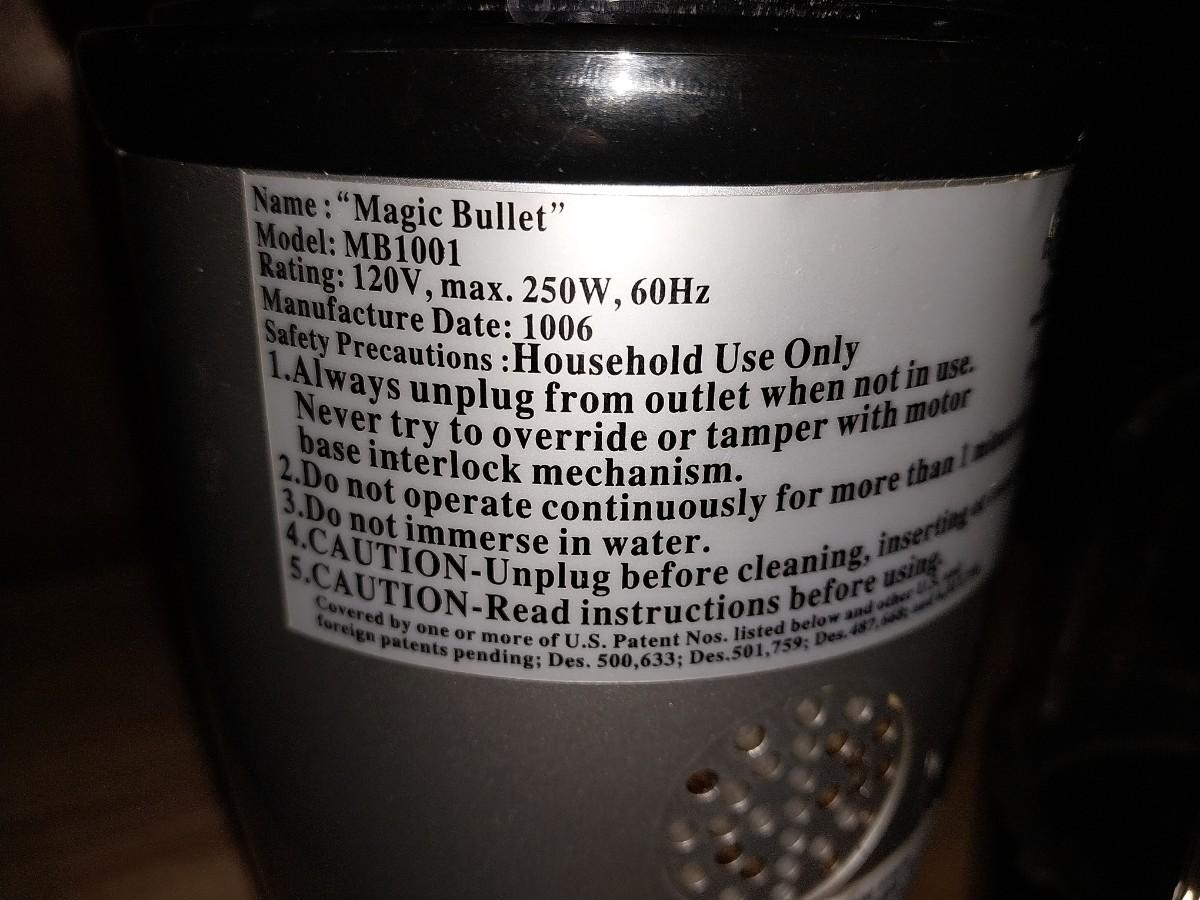 Name : “Magic Bullet”
Model: MB1001
Rating: 120V, max. 250W, 60Hz
Manufacture Date: 1006
Safety Precautions :Household Use Only
1.Always unplug from outlet when not in use.
Never try to override or tamper with motor
base interlock mechanism.
2.Do not operate continuously for more than 1
3.Do not immerse in water.
4.CAUTION-Unplug before cleaning, inserting
5.CAUTION-Read instructions before using.
Covered by one or more of U.S. Patent Nos. listed below and other U.S. and
foreign patents pending; Des. 500,633; Des.501,759; Des.